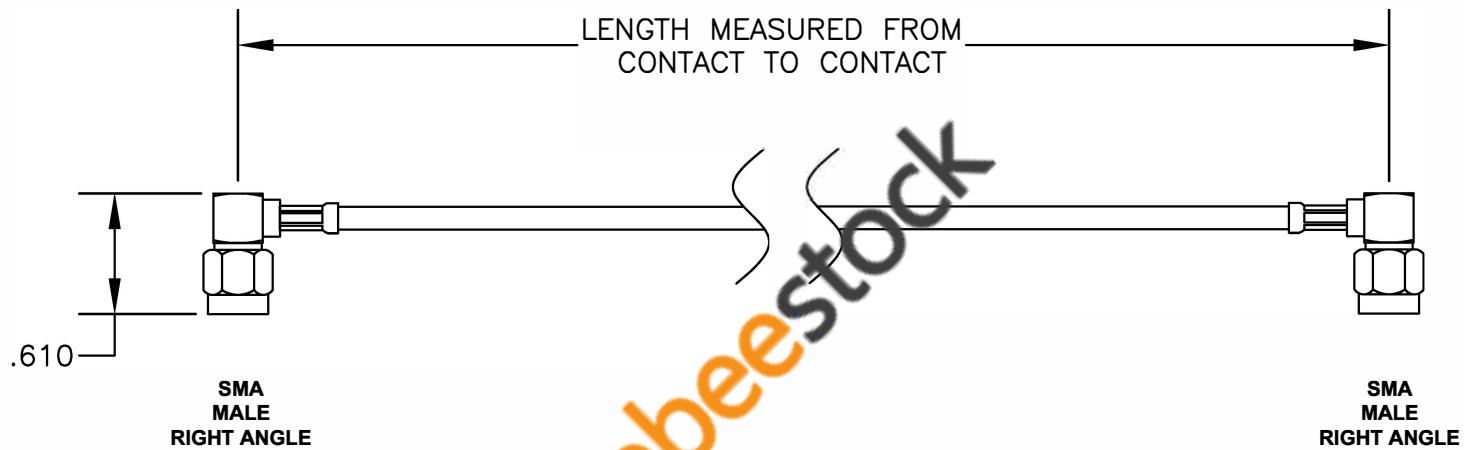 LENGTH MEASURED FROM
CONTACT TO CONTACT
.610
SMA
MALE
RIGHT ANGLE
SMA
MALE
RIGHT ANGLE
beestock